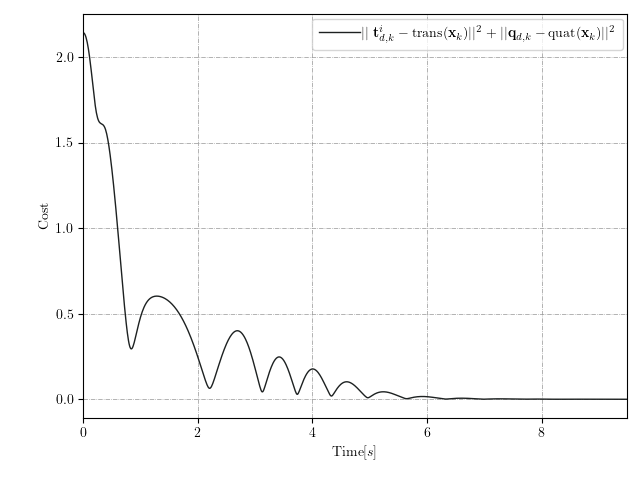 || t^i_{d,k} − trans(x_k)||² + ||q_{d,k} − quat(x_k)||²
2.0
1.5
1.0
0.5
0.0
Cost
0 2 4 6 8
Time[s]